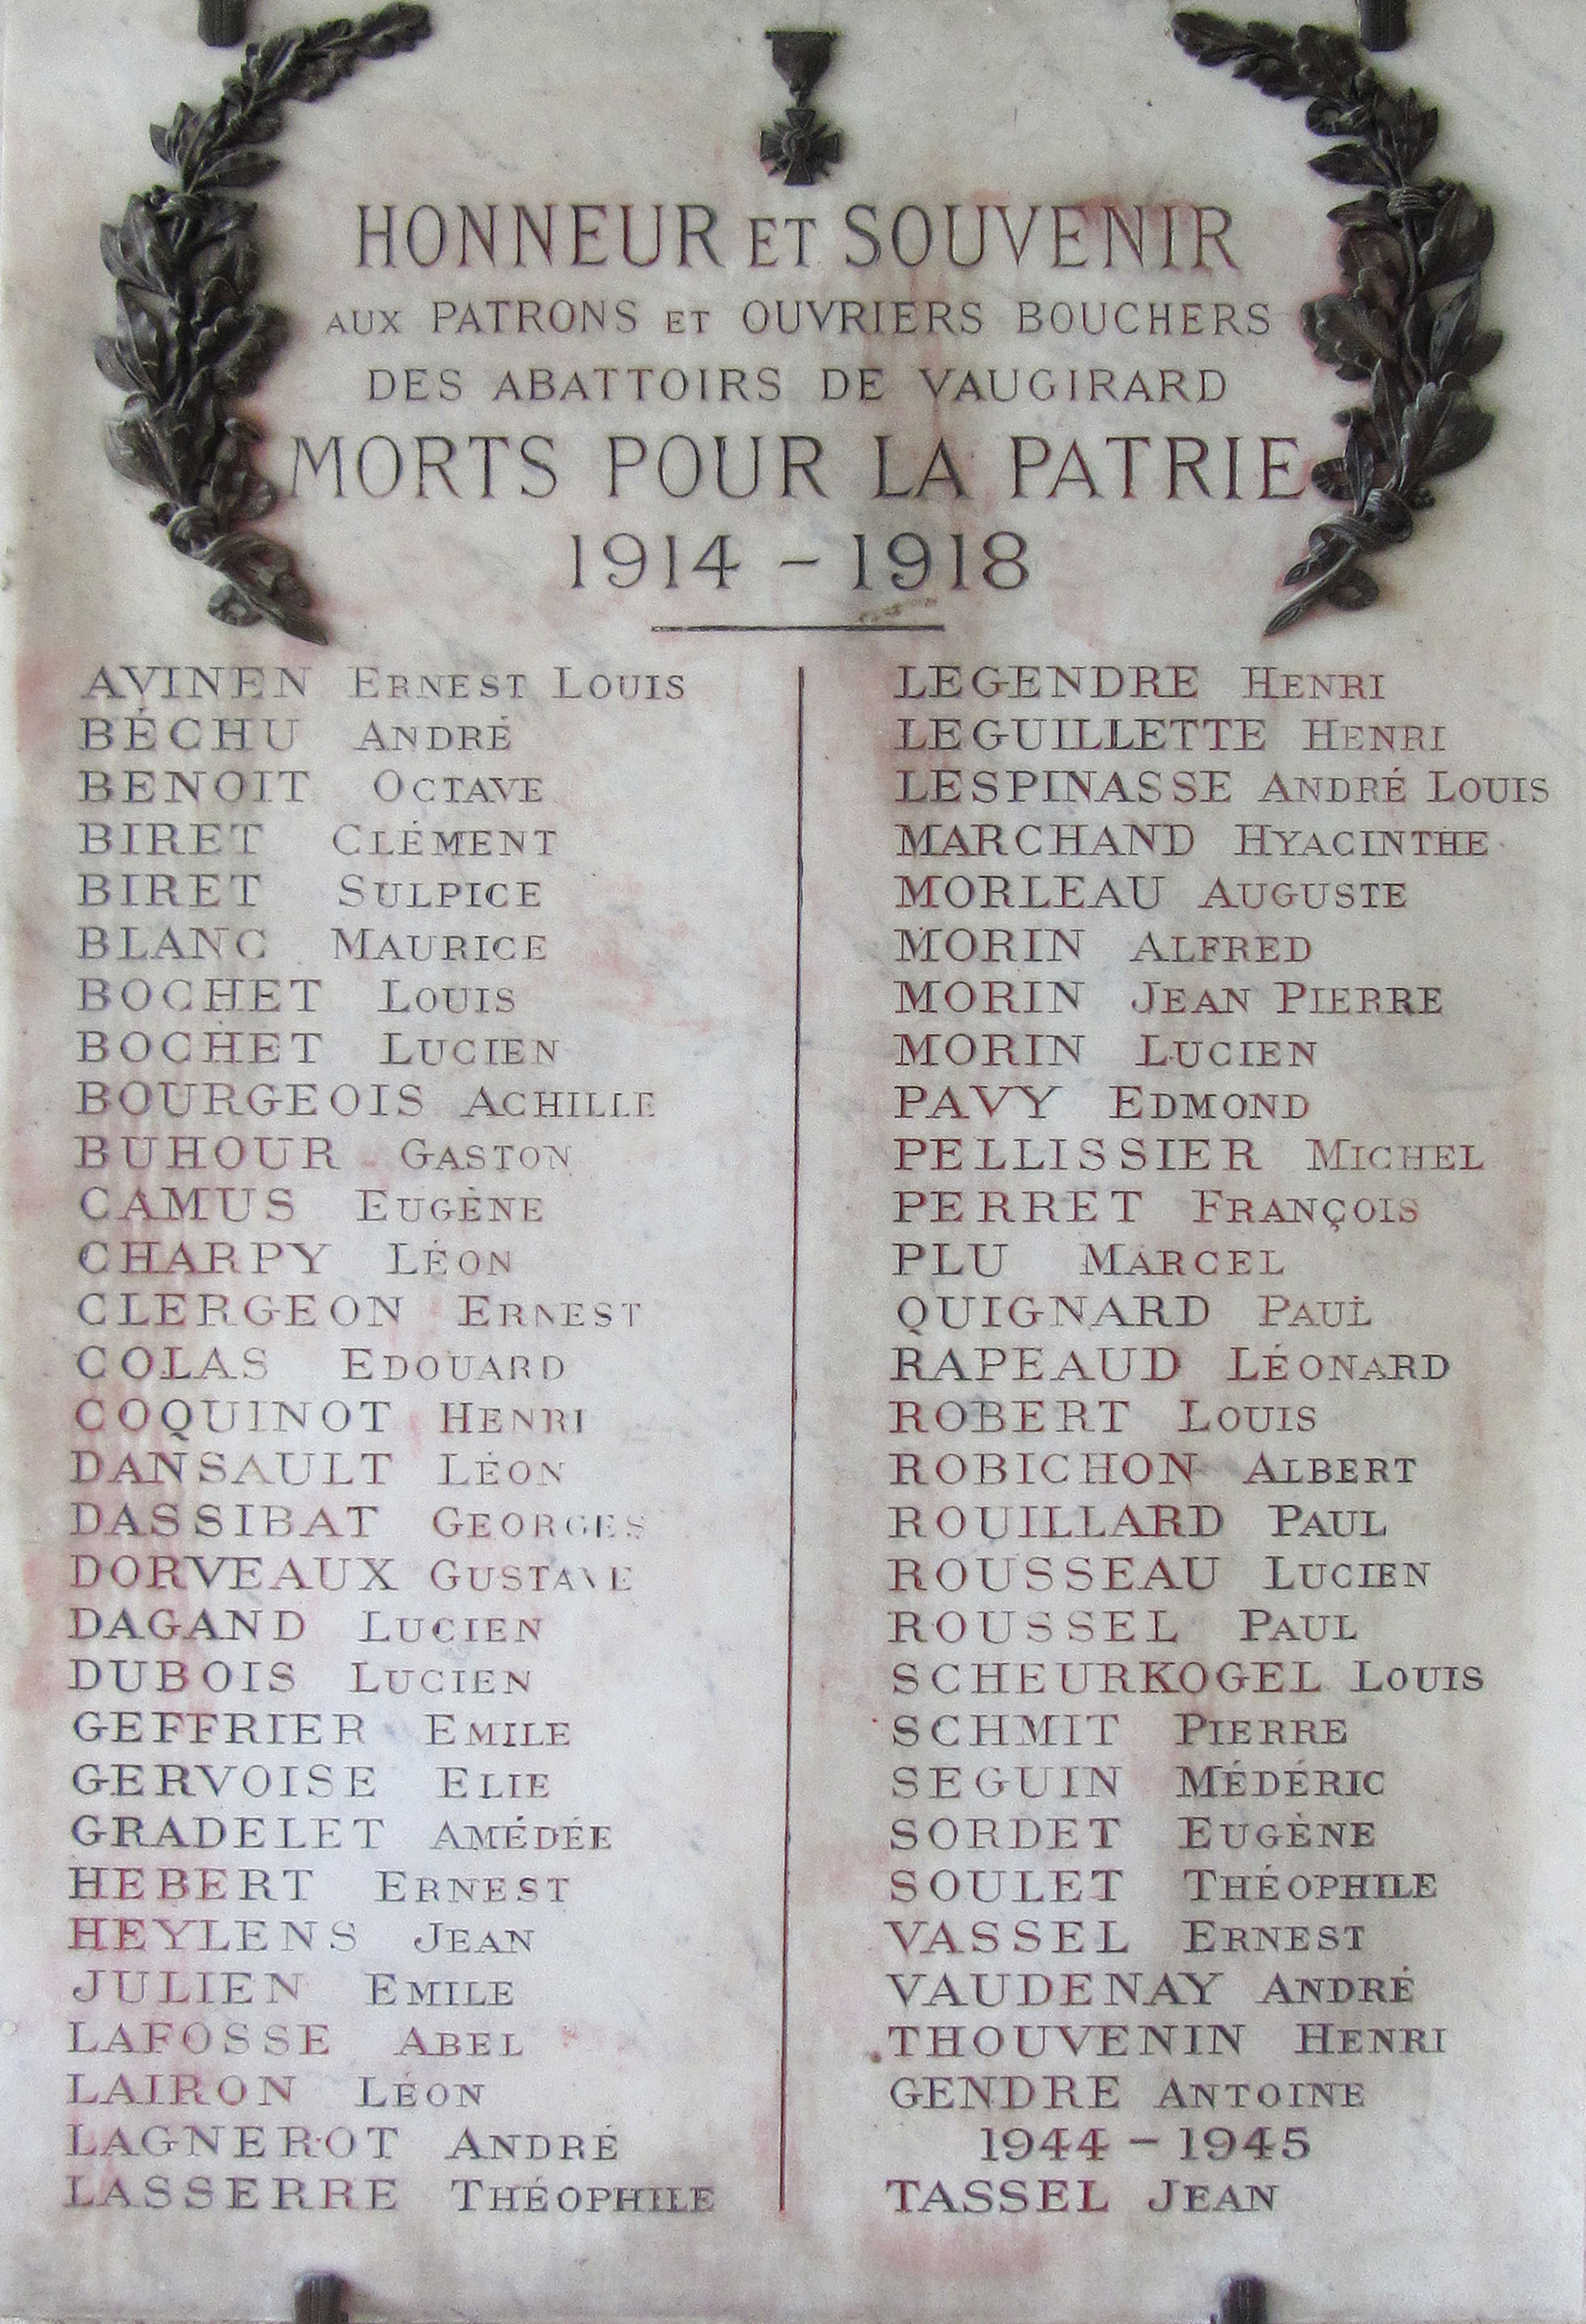 HONNEUR ET SOUVENIR
AUX PATRONS ET OUVRIERS BOUCHERS
DES ABATTOIRS DE VAUGIRARD
MORTS POUR LA PATRIE
1914 - 1918
AVINEN ERNEST LOUIS
BÉCHU ANDRÉ
BENOIT OCTAVE
BIRET CLÉMENT
BIRET SULPICE
BLANC MAURICE
BOCHET LOUIS
BOCHET LUCIEN
BOURGEOIS ACHILLE
BUHOUR GASTON
CAMUS EUGÈNE
CHARPY LÉON
CLERGEON ERNEST
COLAS EDOUARD
COQUINOT HENRI
DANSAULT LÉON
DASSIBAT GEORGES
DORVEAUX GUSTAVE
DAGAND LUCIEN
DUBOIS LUCIEN
GEFFRIER EMILE
GERVOISE ELIE
GRADELET AMÉDÉE
HEBERT ERNEST
HEYLENS JEAN
JULIEN EMILE
LAFOSSE ABEL
LAIRON LÉON
LAGNEROT ANDRÉ
LASSERRE THÉOPHILE
LEGENDRE HENRI
LEGUILLETTE HENRI
LESPINASSE ANDRÉ LOUIS
MARCHAND HYACINTHE
MORLEAU AUGUSTE
MORIN ALFRED
MORIN JEAN PIERRE
MORIN LUCIEN
PAVY EDMOND
PELLISSIER MICHEL
PERRET FRANÇOIS
PLU MARCEL
QUIGNARD PAUL
RAPEAUD LÉONARD
ROBERT LOUIS
ROBICHON ALBERT
ROUILLARD PAUL
ROUSSEAU LUCIEN
ROUSSEL PAUL
SCHEURKOGEL LOUIS
SCHMIT PIERRE
SEGUIN MÉDÉRIC
SORDET EUGÈNE
SOULET THÉOPHILE
VASSEL ERNEST
VAUDENAY ANDRÉ
THOUVENIN HENRI
GENDRE ANTOINE
1944 - 1945
TASSEL JEAN